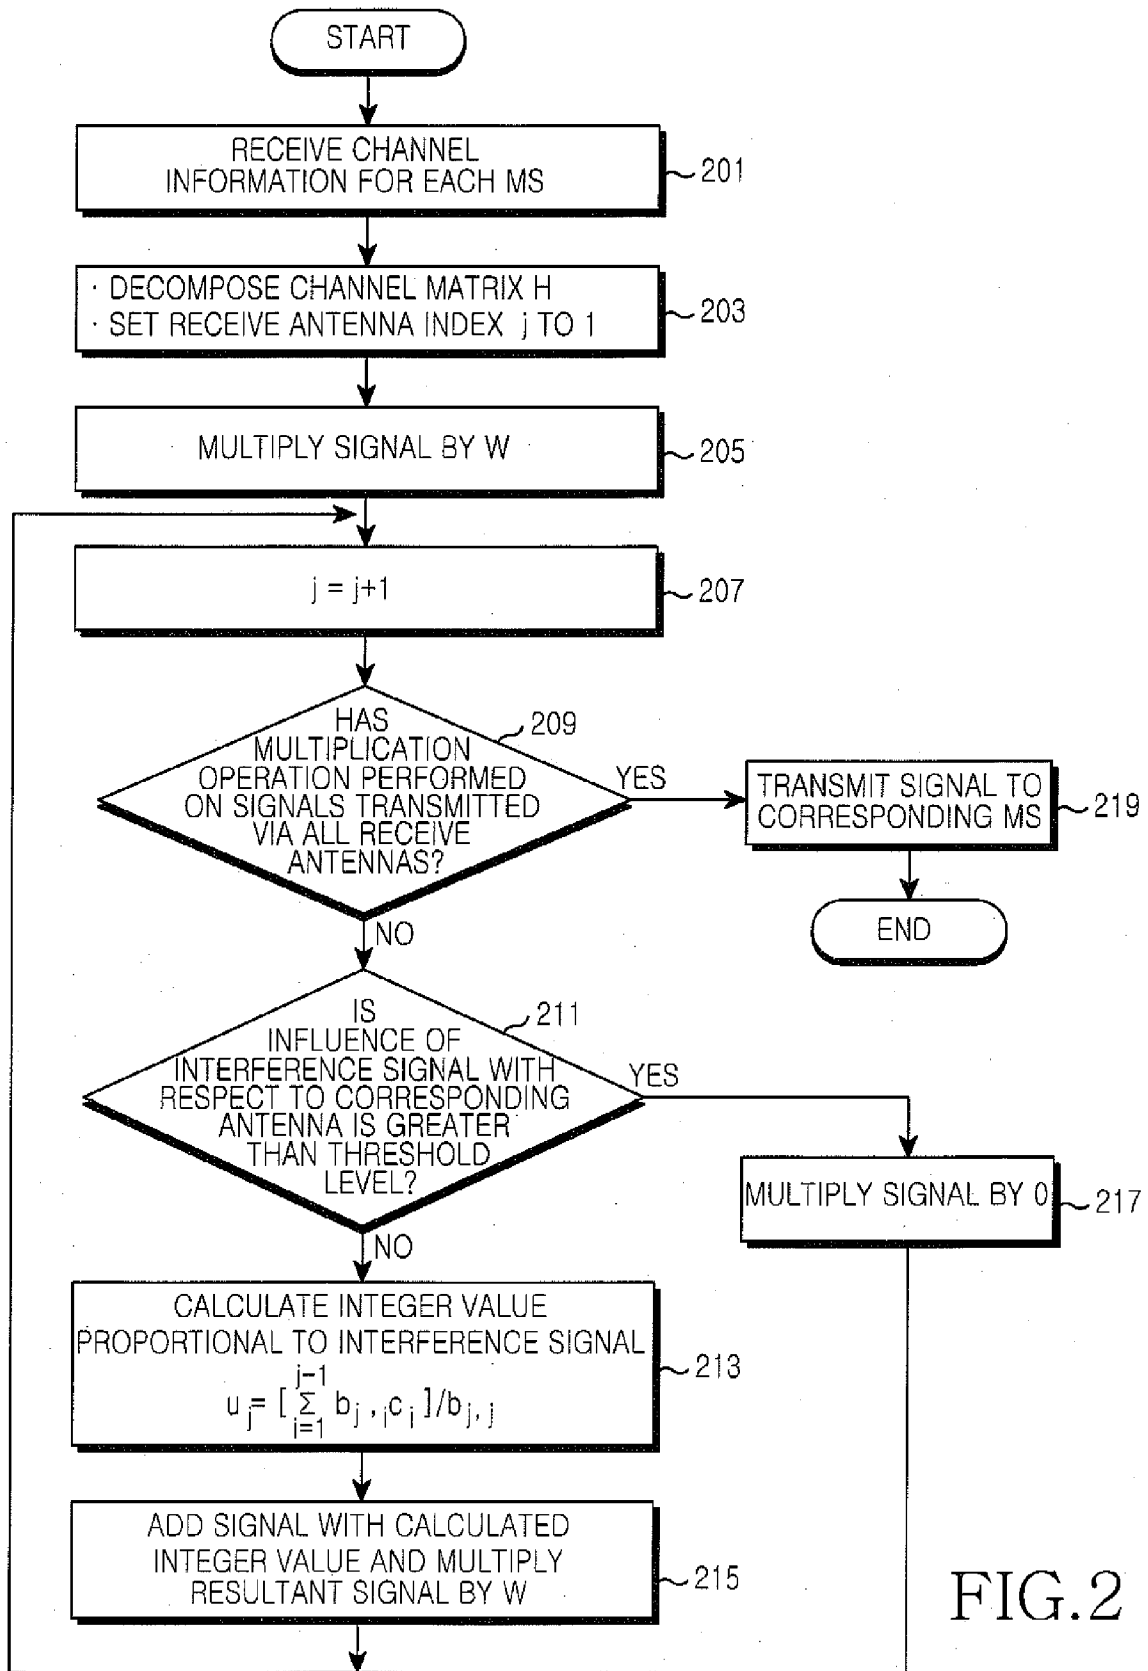 START
RECEIVE CHANNEL
INFORMATION FOR EACH MS
201
· DECOMPOSE CHANNEL MATRIX H
· SET RECEIVE ANTENNA INDEX j TO 1
203
MULTIPLY SIGNAL BY W
205
j = j+1
207
HAS
MULTIPLICATION
OPERATION PERFORMED
ON SIGNALS TRANSMITTED
VIA ALL RECEIVE
ANTENNAS?
209
YES
TRANSMIT SIGNAL TO
CORRESPONDING MS
219
END
NO
IS
INFLUENCE OF
INTERFERENCE SIGNAL WITH
RESPECT TO CORRESPONDING
ANTENNA IS GREATER
THAN THRESHOLD
LEVEL?
211
YES
MULTIPLY SIGNAL BY 0
217
NO
CALCULATE INTEGER VALUE
PROPORTIONAL TO INTERFERENCE SIGNAL
u_j = [ \sum_{i=1}^{j-1} b_{j,i} c_i ]/b_{j,j}
213
ADD SIGNAL WITH CALCULATED
INTEGER VALUE AND MULTIPLY
RESULTANT SIGNAL BY W
215
FIG.2